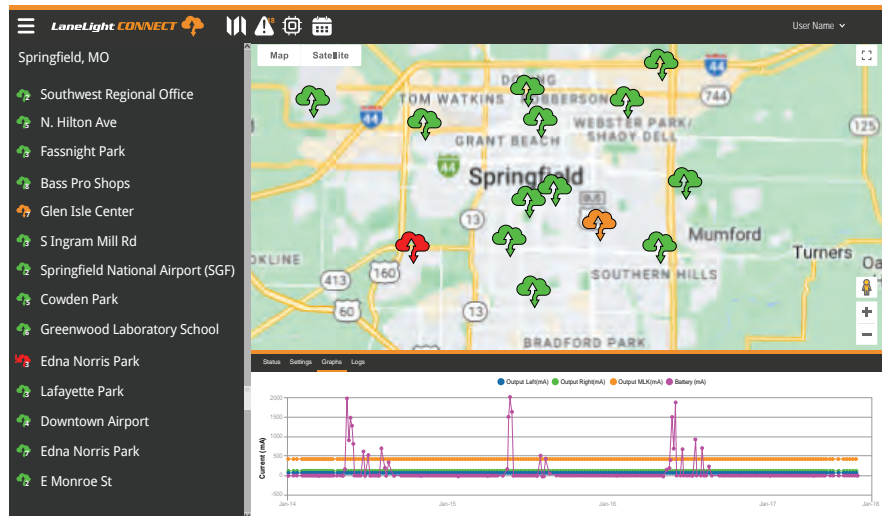 LaneLight CONNECT
18
User Name
Springfield, MO
Southwest Regional Office
N. Hilton Ave
Fassnight Park
Bass Pro Shops
Glen Isle Center
S Ingram Mill Rd
Springfield National Airport (SGF)
Cowden Park
Greenwood Laboratory School
Edna Norris Park
Lafayette Park
Downtown Airport
Edna Norris Park
E Monroe St
Map
Satellite
44
TOM WATKINS
744
44
WEBSTER PARK/
SHADY DELL
125
GRANT BEACH
44
Springfield
BUS
13
Mumford
Turners
160
413
SOUTHERN HILLS
60
13
BRADFORD PARK
Status
Settings
Graphs
Logs
Output Left(mA)
Output Right(mA)
Output MLK(mA)
Battery (mA)
Current (mA)
2000
1500
1000
500
0
-500
Jan-14
Jan-15
Jan-16
Jan-17
Jan-18